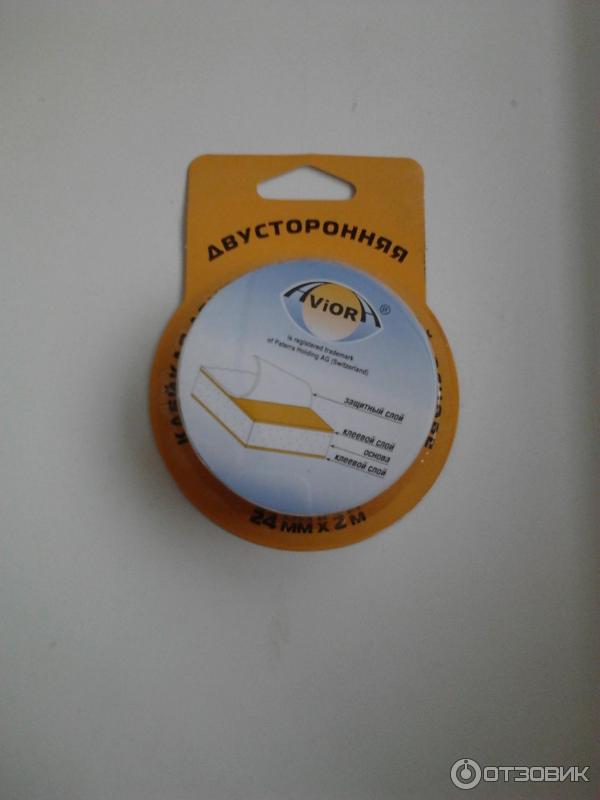 ДВУСТОРОННЯЯ
КЛЕЙКАЯ
AViORA®
is registered trademark
of Paterra Holding AG (Switzerland)
защитный слой
клеевой слой
основа
клеевой слой
24 ММ X 2 М
ОТЗОВИК